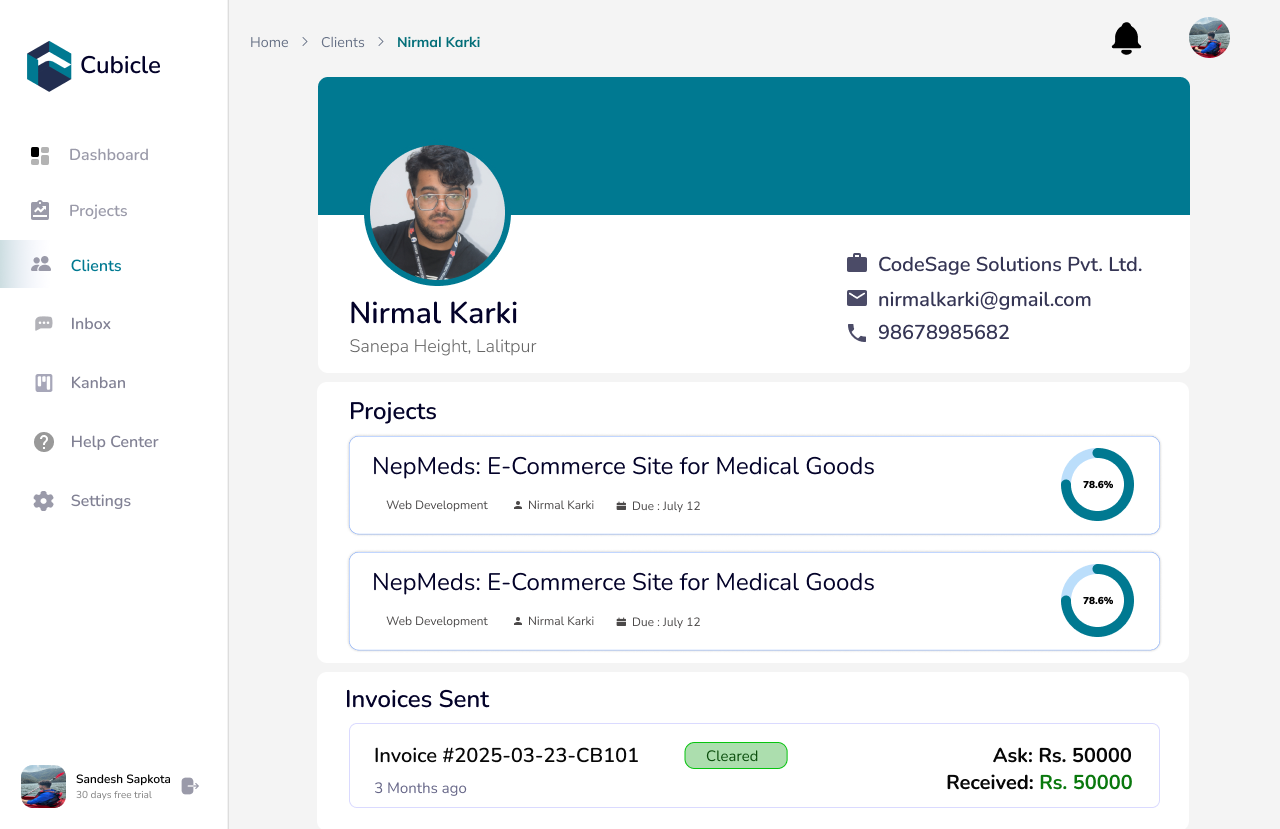 Cubicle
Dashboard
Projects
Clients
Inbox
Kanban
Help Center
Settings
Sandesh Sapkota
30 days free trial
Home > Clients > Nirmal Karki
Nirmal Karki
Sanepa Height, Lalitpur
CodeSage Solutions Pvt. Ltd.
nirmalkarki@gmail.com
98678985682
Projects
NepMeds: E-Commerce Site for Medical Goods
Web Development Nirmal Karki Due : July 12
78.6%
NepMeds: E-Commerce Site for Medical Goods
Web Development Nirmal Karki Due : July 12
78.6%
Invoices Sent
Invoice #2025-03-23-CB101 Cleared Ask: Rs. 50000
3 Months ago Received: Rs. 50000